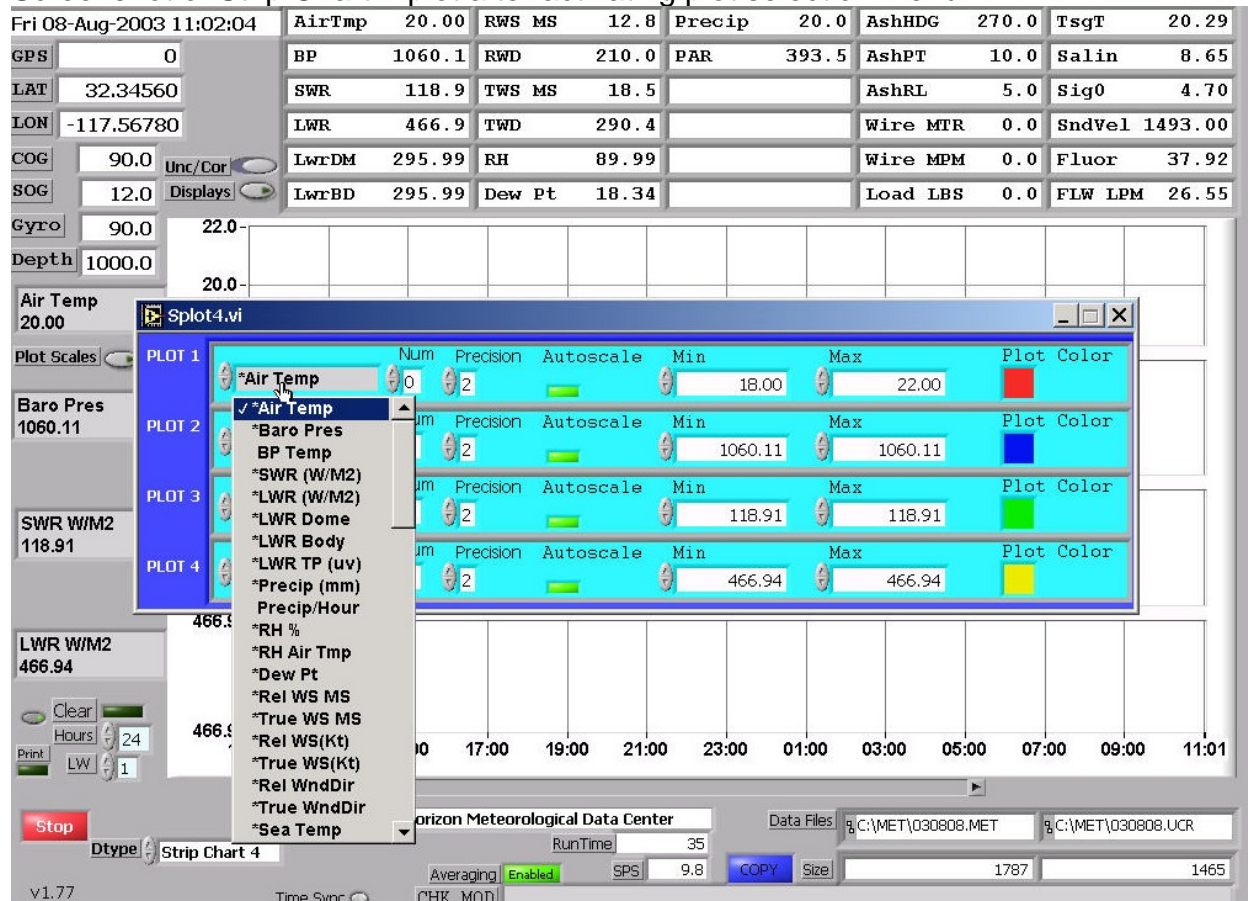 Fri 08-Aug-2003 11:02:04
AirTmp 20.00 RWS MS 12.8 Precip 20.0 AshHDG 270.0 TsgT 20.29
GPS 0 BP 1060.1 RWD 210.0 PAR 393.5 AshPT 10.0 Salin 8.65
LAT 32.34560 SWR 118.9 TWS MS 18.5 AshRL 5.0 Sig0 4.70
LON -117.56780 LWR 466.9 TWD 290.4 Wire MTR 0.0 SndVel 1493.00
COG 90.0 Unc/Cor LwrDM 295.99 RH 89.99 Wire MPM 0.0 Fluor 37.92
SOG 12.0 Displays LwrBD 295.99 Dew Pt 18.34 Load LBS 0.0 FLW LPM 26.55
Gyro 90.0 22.0
Depth 1000.0
20.0
Air Temp
20.00
Splot4.vi
Plot Scales
PLOT 1 Num Precision Autoscale Min Max Plot Color
*Air Temp 0 2 18.00 22.00
Baro Pres
1060.11
✓ *Air Temp
PLOT 2 Precision Autoscale Min Max Plot Color
2 1060.11 1060.11
*Baro Pres
BP Temp
*SWR (W/M2)
PLOT 3 Precision Autoscale Min Max Plot Color
2 118.91 118.91
*LWR (W/M2)
*LWR Dome
SWR W/M2
118.91
*LWR Body
PLOT 4 Precision Autoscale Min Max Plot Color
2 466.94 466.94
*LWR TP (uv)
*Precip (mm)
Precip/Hour
*RH %
*RH Air Tmp
LWR W/M2
466.94
*Dew Pt
*Rel WS MS
*True WS MS
*Rel WS(Kt)
*True WS(Kt)
*Rel WndDir
*True WndDir
*Sea Temp
Clear
Hours 24
Print LW 1
17:00 19:00 21:00 23:00 01:00 03:00 05:00 07:00 09:00 11:01
Stop
Dtype Strip Chart 4
Meteorological Data Center
RunTime 35
Averaging Enabled SPS 9.8
Data Files C:\MET\030808.MET C:\MET\030808.UCR
COPY Size 1787 1465
v1.77
Time Sync
CHK MOD